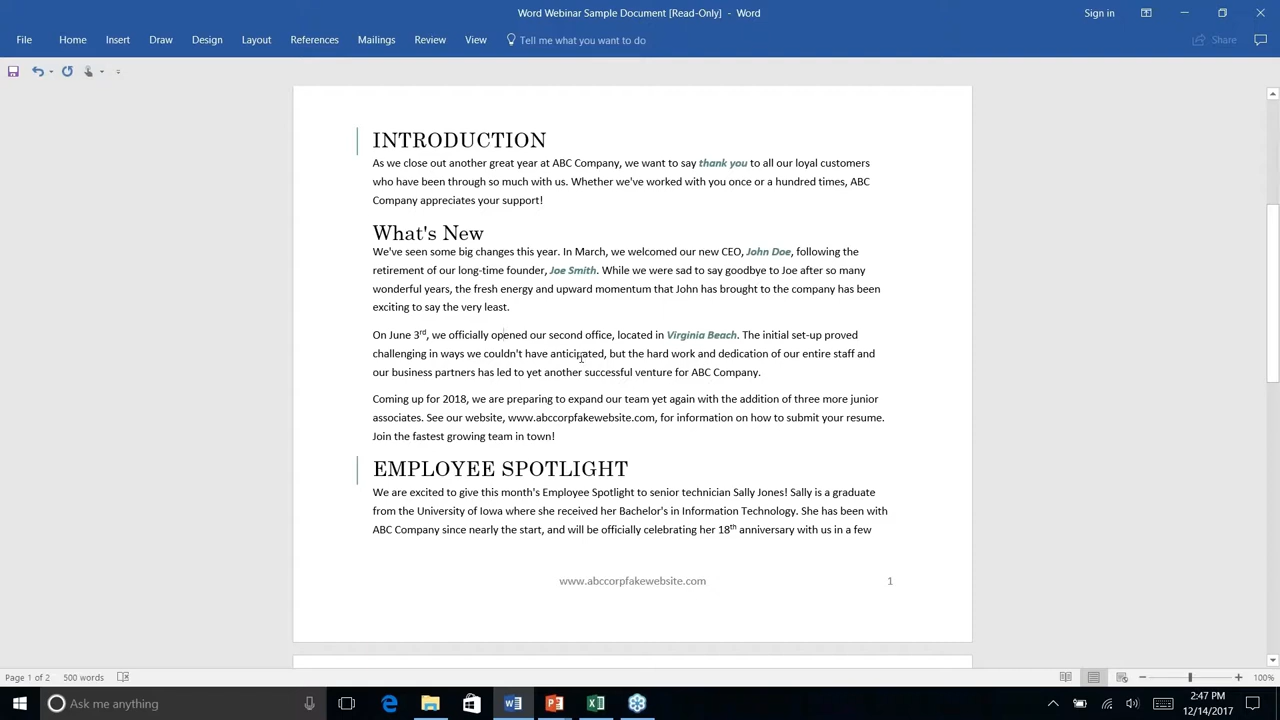 Word Webinar Sample Document [Read-Only] - Word
Sign in
File Home Insert Draw Design Layout References Mailings Review View Tell me what you want to do Share
INTRODUCTION
As we close out another great year at ABC Company, we want to say thank you to all our loyal customers
who have been through so much with us. Whether we've worked with you once or a hundred times, ABC
Company appreciates your support!
What's New
We've seen some big changes this year. In March, we welcomed our new CEO, John Doe, following the
retirement of our long-time founder, Joe Smith. While we were sad to say goodbye to Joe after so many
wonderful years, the fresh energy and upward momentum that John has brought to the company has been
exciting to say the very least.
On June 3rd, we officially opened our second office, located in Virginia Beach. The initial set-up proved
challenging in ways we couldn't have anticipated, but the hard work and dedication of our entire staff and
our business partners has led to yet another successful venture for ABC Company.
Coming up for 2018, we are preparing to expand our team yet again with the addition of three more junior
associates. See our website, www.abccorpfakewebsite.com, for information on how to submit your resume.
Join the fastest growing team in town!
EMPLOYEE SPOTLIGHT
We are excited to give this month's Employee Spotlight to senior technician Sally Jones! Sally is a graduate
from the University of Iowa where she received her Bachelor's in Information Technology. She has been with
ABC Company since nearly the start, and will be officially celebrating her 18th anniversary with us in a few
www.abccorpfakewebsite.com 1
Page 1 of 2 500 words 100%
Ask me anything
2:47 PM
12/14/2017